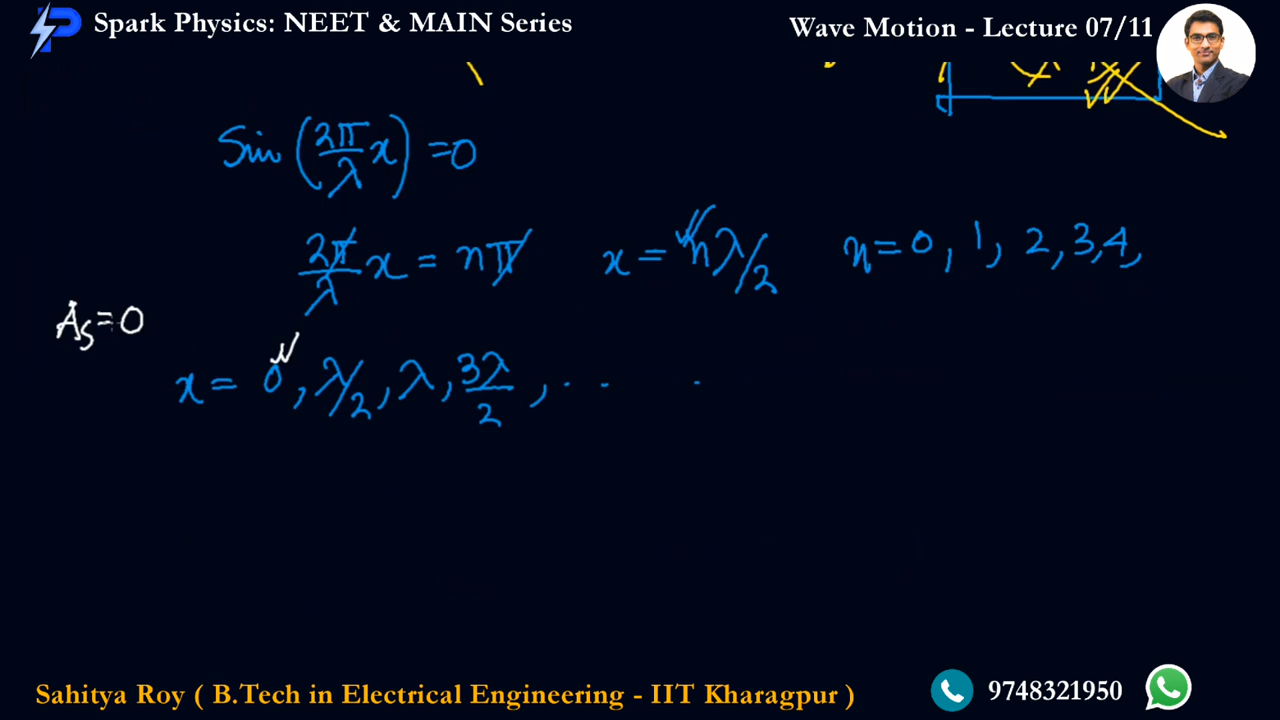 Spark Physics: NEET & MAIN Series
Wave Motion - Lecture 07/11
Sin (2π/λ x) = 0
2π/λ x = nπ   x = nλ/2   n = 0, 1, 2, 3, 4,
As = 0
x = 0, λ/2, λ, 3λ/2, . . .
Sahitya Roy ( B.Tech in Electrical Engineering - IIT Kharagpur )
9748321950